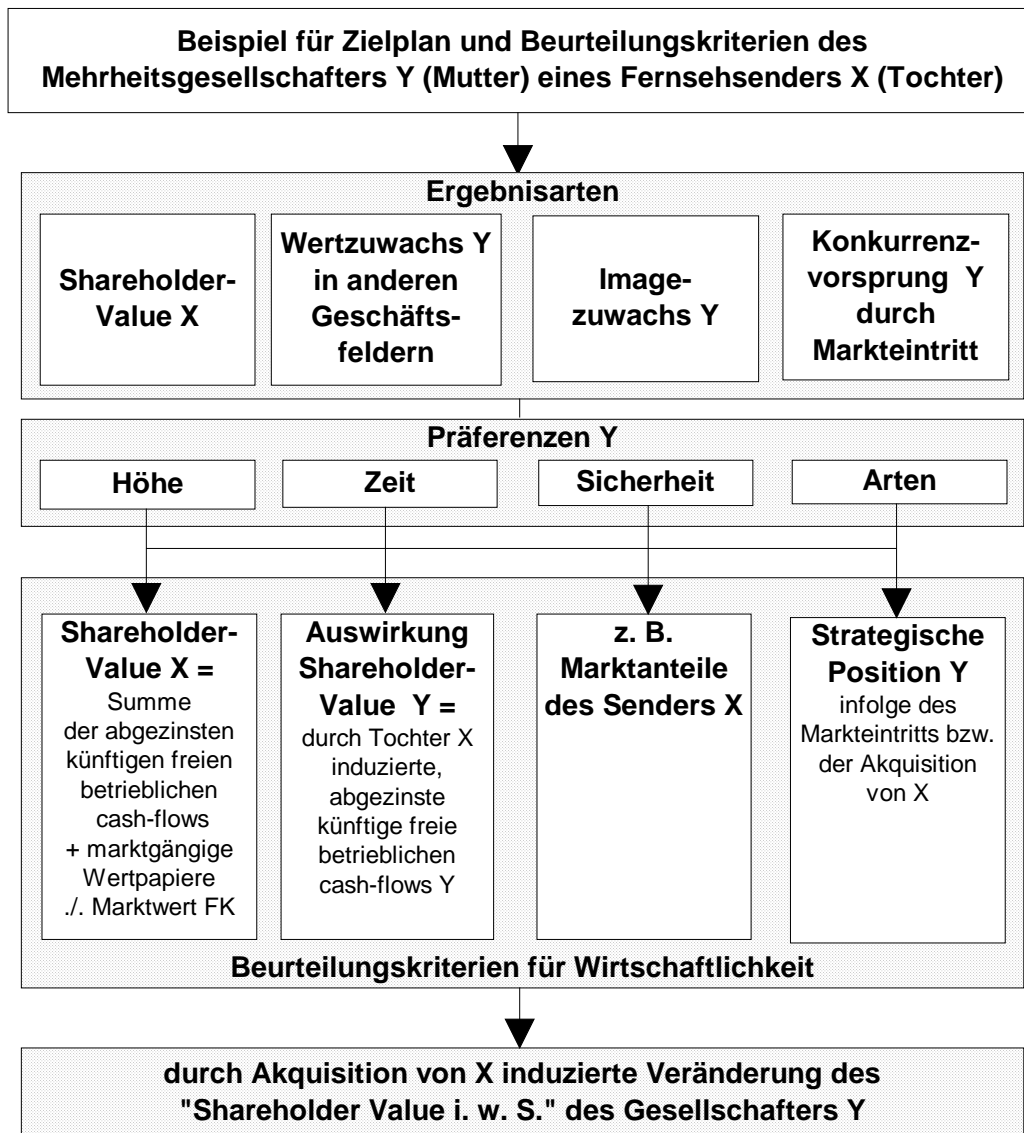 Beispiel für Zielplan und Beurteilungskriterien des
Mehrheitsgesellschafters Y (Mutter) eines Fernsehsenders X (Tochter)
Ergebnisarten
Shareholder-
Value X
Wertzuwachs Y
in anderen
Geschäfts-
feldern
Image-
zuwachs Y
Konkurrenz-
vorsprung Y
durch
Markteintritt
Präferenzen Y
Höhe
Zeit
Sicherheit
Arten
Shareholder-
Value X =
Summe
der abgezinsten
künftigen freien
betrieblichen
cash-flows
+ marktgängige
Wertpapiere
./. Marktwert FK
Auswirkung
Shareholder-
Value Y =
durch Tochter X
induzierte,
abgezinste
künftige freie
betrieblichen
cash-flows Y
z. B.
Marktanteile
des Senders X
Strategische
Position Y
infolge des
Markteintritts bzw.
der Akquisition
von X
Beurteilungskriterien für Wirtschaftlichkeit
durch Akquisition von X induzierte Veränderung des
"Shareholder Value i. w. S." des Gesellschafters Y